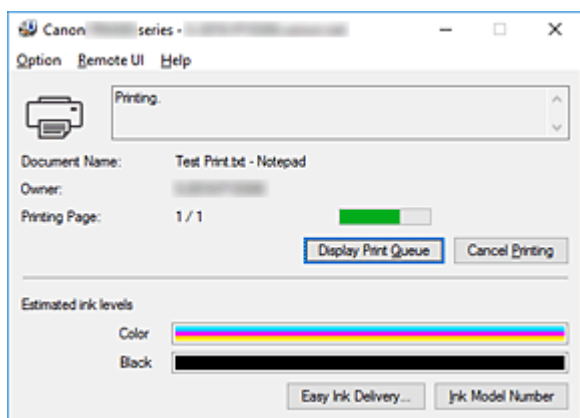 Canon series -
Option Remote UI Help
Printing.
Document Name: Test Print.txt - Notepad
Owner:
Printing Page: 1 / 1
Display Print Queue Cancel Printing
Estimated ink levels
Color
Black
Easy Ink Delivery... Ink Model Number